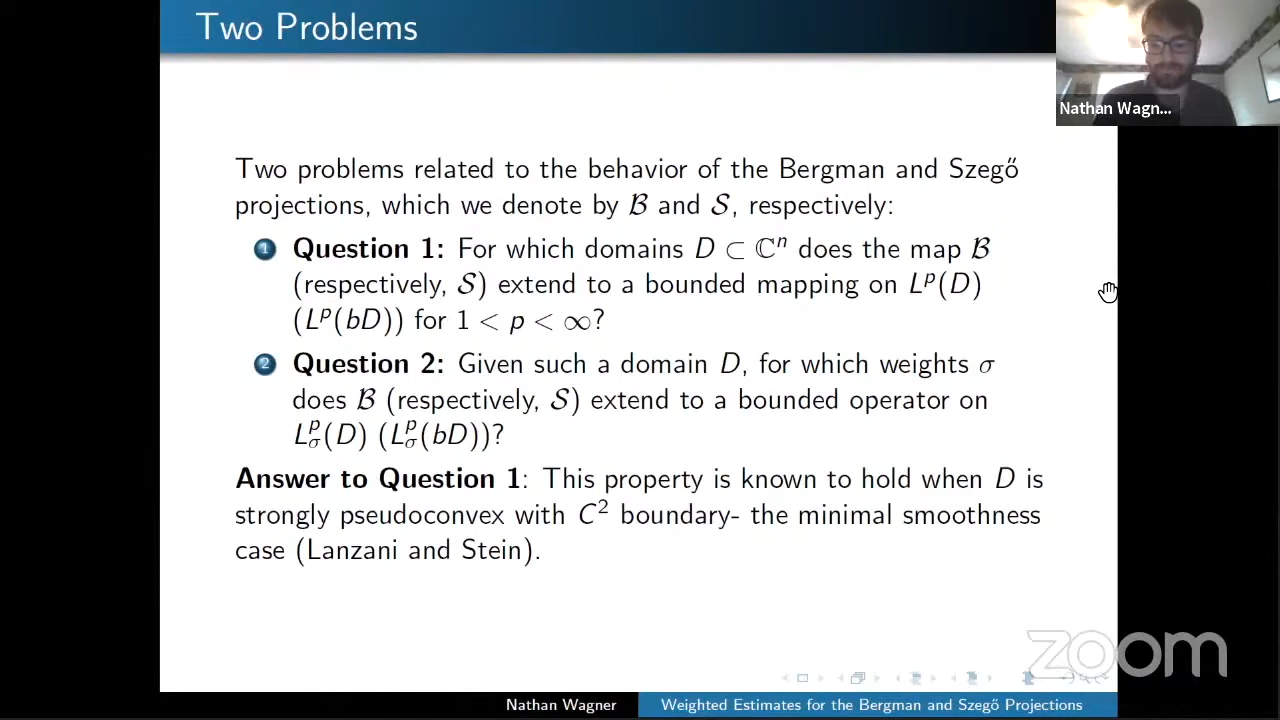 Two Problems
Nathan Wagn...
Two problems related to the behavior of the Bergman and Szegő
projections, which we denote by ℬ and 𝒮, respectively:
1 Question 1: For which domains D ⊂ ℂⁿ does the map ℬ
(respectively, 𝒮) extend to a bounded mapping on Lᵖ(D)
(Lᵖ(bD)) for 1 < p < ∞?
2 Question 2: Given such a domain D, for which weights σ
does ℬ (respectively, 𝒮) extend to a bounded operator on
L^p_σ(D) (L^p_σ(bD))?
Answer to Question 1: This property is known to hold when D is
strongly pseudoconvex with C² boundary- the minimal smoothness
case (Lanzani and Stein).
zoom
Nathan Wagner Weighted Estimates for the Bergman and Szegő Projections